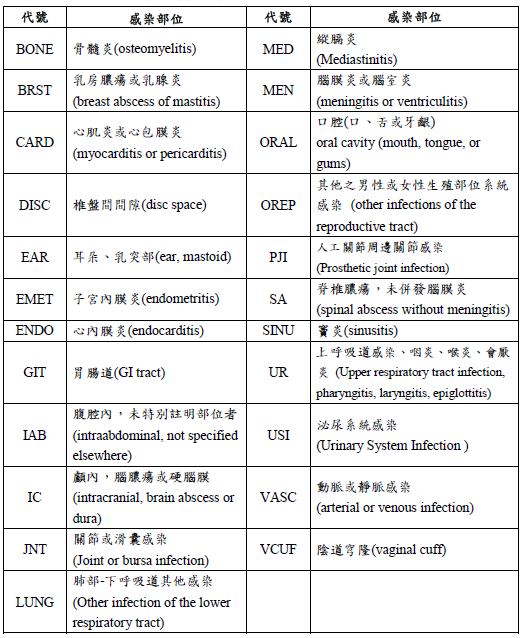 代號 感染部位 代號 感染部位
BONE 骨髓炎(osteomyelitis)
MED 縱膈炎
(Mediastinitis)
BRST 乳房膿瘍或乳腺炎
(breast abscess of mastitis)
MEN 腦膜炎或腦室炎
(meningitis or ventriculitis)
CARD 心肌炎或心包膜炎
(myocarditis or pericarditis)
ORAL 口腔(口、舌或牙齦)
oral cavity (mouth, tongue, or
gums)
DISC 椎盤間間隙(disc space)
OREP 其他之男性或女性生殖部位系統
感染 (other infections of the
reproductive tract)
EAR 耳朵、乳突部(ear, mastoid)
PJI 人工關節周邊關節感染
(Prosthetic joint infection)
EMET 子宮內膜炎(endometritis)
SA 脊椎膿瘍，未併發腦膜炎
(spinal abscess without meningitis)
ENDO 心內膜炎(endocarditis)
SINU 竇炎(sinusitis)
GIT 胃腸道(GI tract)
UR 上呼吸道感染、咽炎、喉炎、會厭
炎 (Upper respiratory tract infection,
pharyngitis, laryngitis, epiglottitis)
IAB 腹腔內，未特別註明部位者
(intraabdominal, not specified
elsewhere)
USI 泌尿系統感染
(Urinary System Infection )
IC 顱內，腦膿瘍或硬腦膜
(intracranial, brain abscess or
dura)
VASC 動脈或靜脈感染
(arterial or venous infection)
JNT 關節或滑囊感染
(Joint or bursa infection)
VCUF 陰道穹隆(vaginal cuff)
LUNG 肺部-下呼吸道其他感染
(Other infection of the lower
respiratory tract)